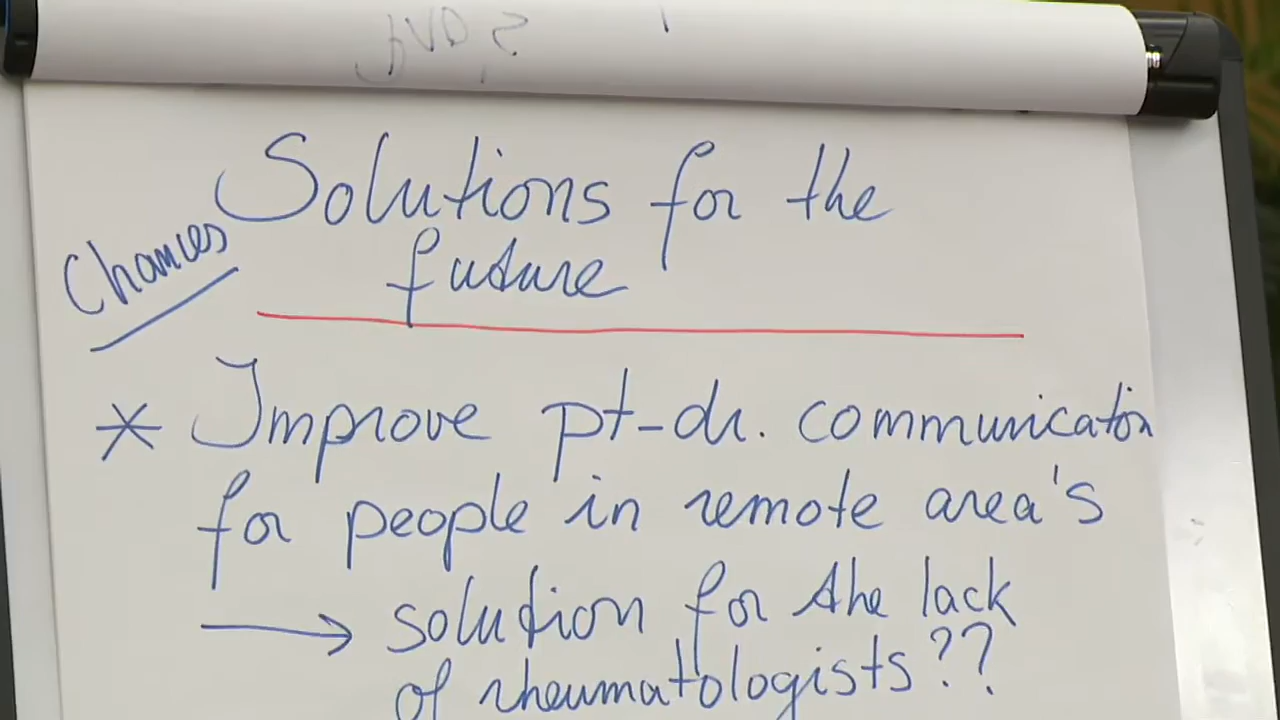 Solutions for the
future
Chances
* Improve pt-dr. communication
for people in remote area's
→ solution for the lack
of rheumatologists??